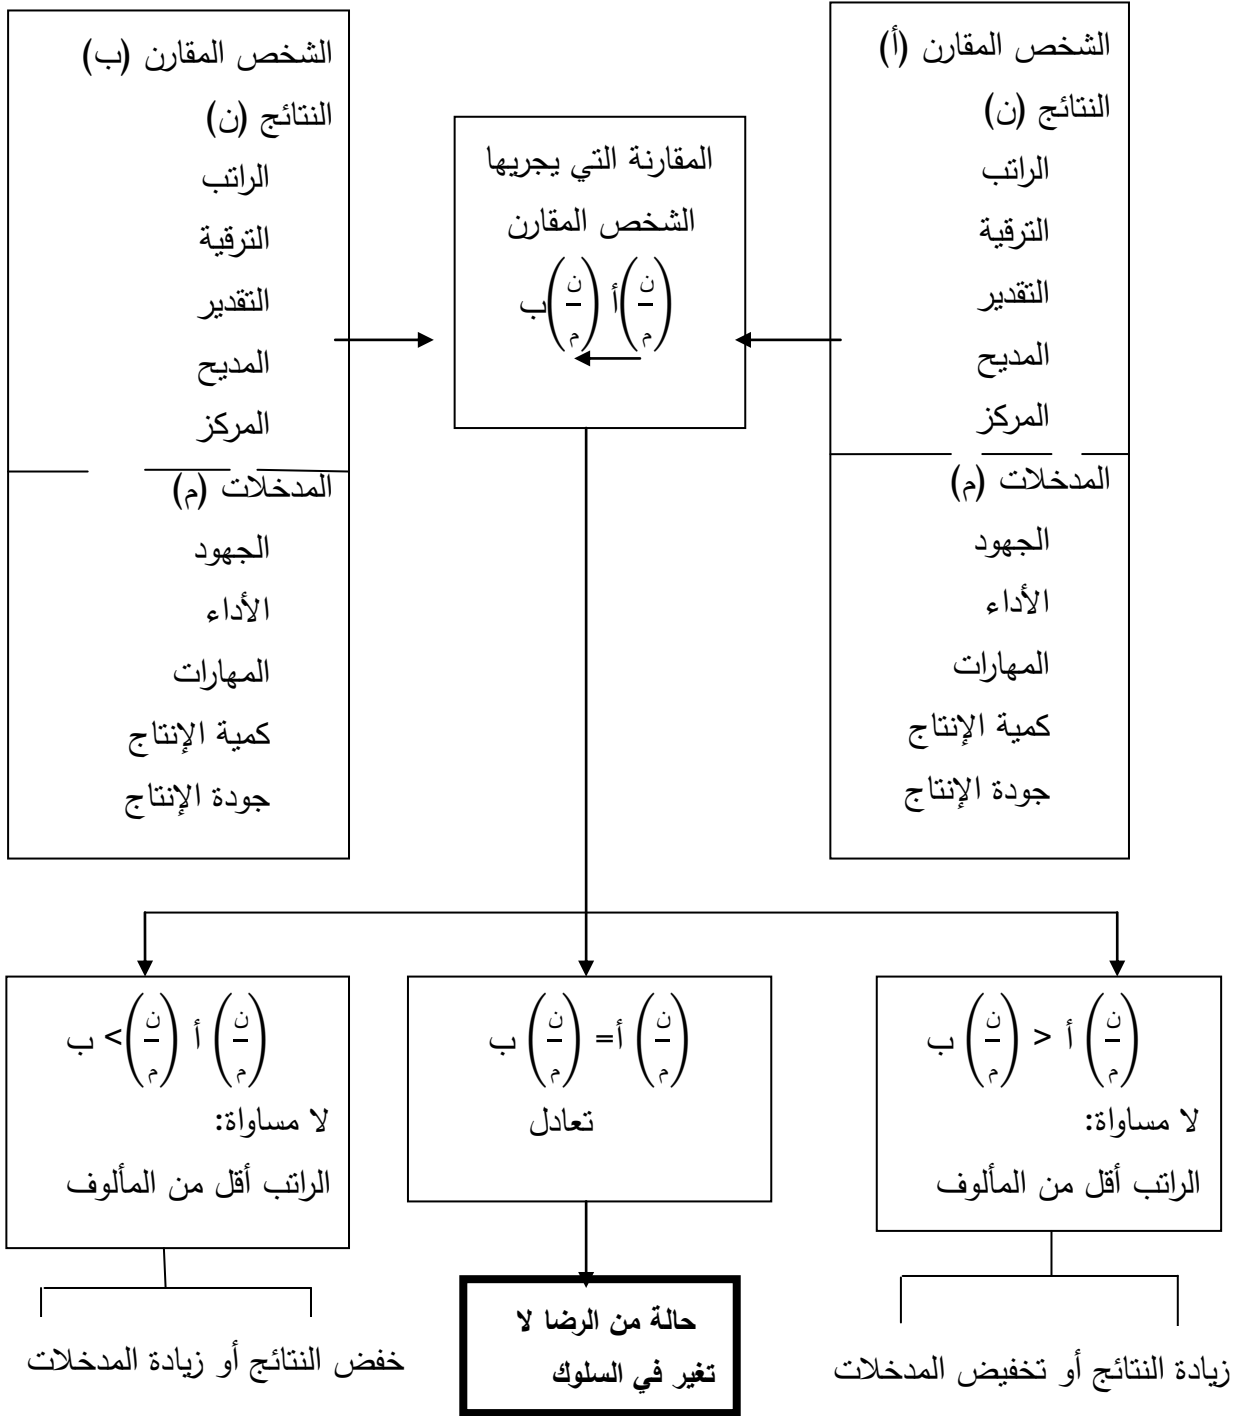 الشخص المقارن (أ)
النتائج (ن)
الراتب
الترقية
التقدير
المديح
المركز
المدخلات (م)
الجهود
الأداء
المهارات
كمية الإنتاج
جودة الإنتاج
المقارنة التي يجريها
الشخص المقارن
(ن/م) أ (ن/م) ب
الشخص المقارن (ب)
النتائج (ن)
الراتب
الترقية
التقدير
المديح
المركز
المدخلات (م)
الجهود
الأداء
المهارات
كمية الإنتاج
جودة الإنتاج
(ن/م) أ < (ن/م) ب
لا مساواة:
الراتب أقل من المألوف
(ن/م) أ= (ن/م) ب
تعادل
(ن/م) أ (ن/م)> ب
لا مساواة:
الراتب أقل من المألوف
زيادة النتائج أو تخفيض المدخلات
حالة من الرضا لا
تغير في السلوك
خفض النتائج أو زيادة المدخلات